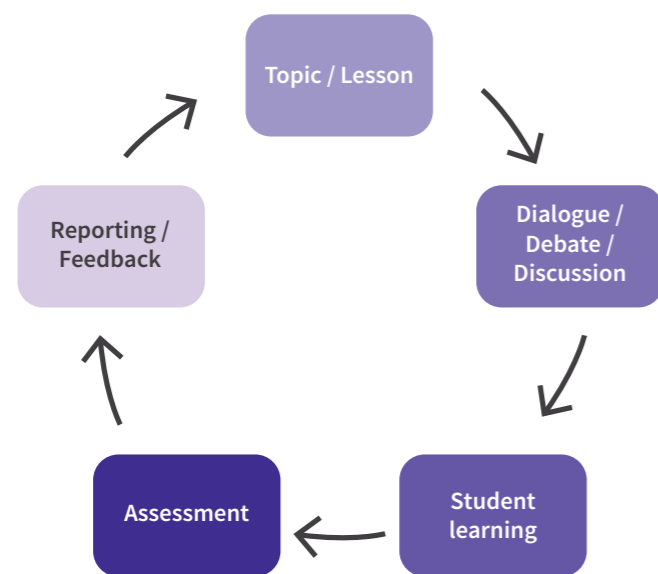 Topic / Lesson
Dialogue /
Debate /
Discussion
Student
learning
Assessment
Reporting /
Feedback